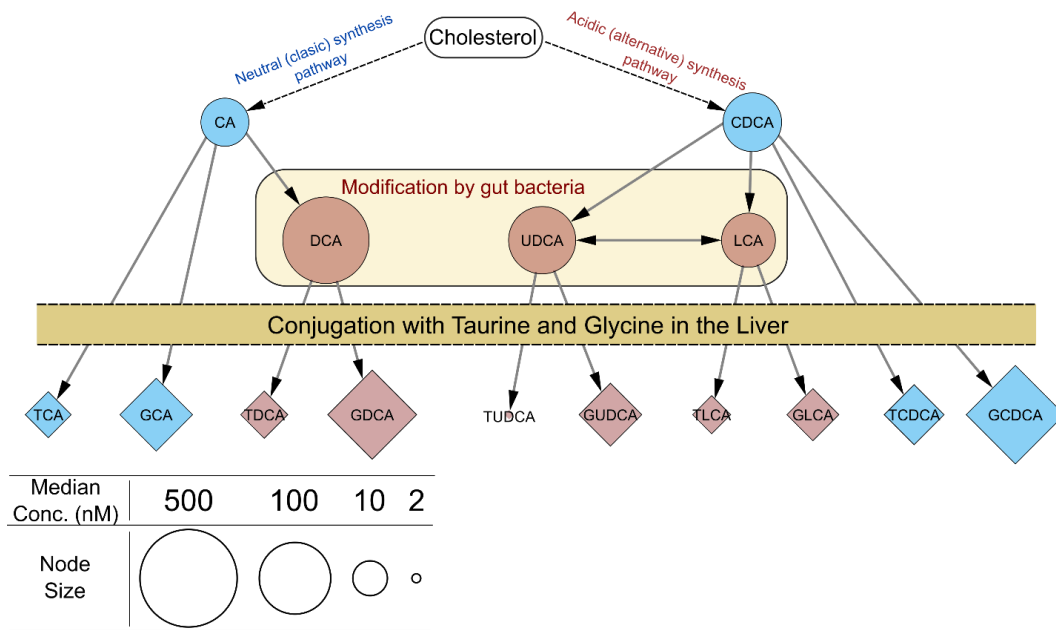 Cholesterol
Neutral (clasic) synthesis
pathway
Acidic (alternative) synthesis
pathway
CA
CDCA
Modification by gut bacteria
DCA
UDCA
LCA
Conjugation with Taurine and Glycine in the Liver
TCA
GCA
TDCA
GDCA
TUDCA
GUDCA
TLCA
GLCA
TCDCA
GCDCA
Median
Conc. (nM)
500
100
10
2
Node
Size